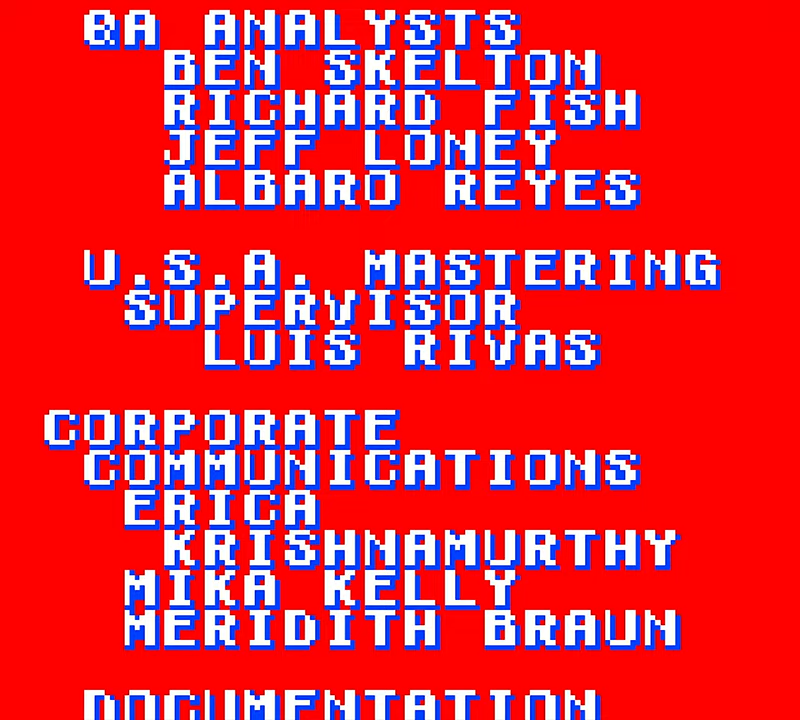 QA ANALYSTS
BEN SKELTON
RICHARD FISH
JEFF LONEY
ALBARO REYES
U.S.A. MASTERING
SUPERVISOR
LUIS RIVAS
CORPORATE
COMMUNICATIONS
ERICA
KRISHNAMURTHY
MIKA KELLY
MERIDITH BRAUN
DOCUMENTATION